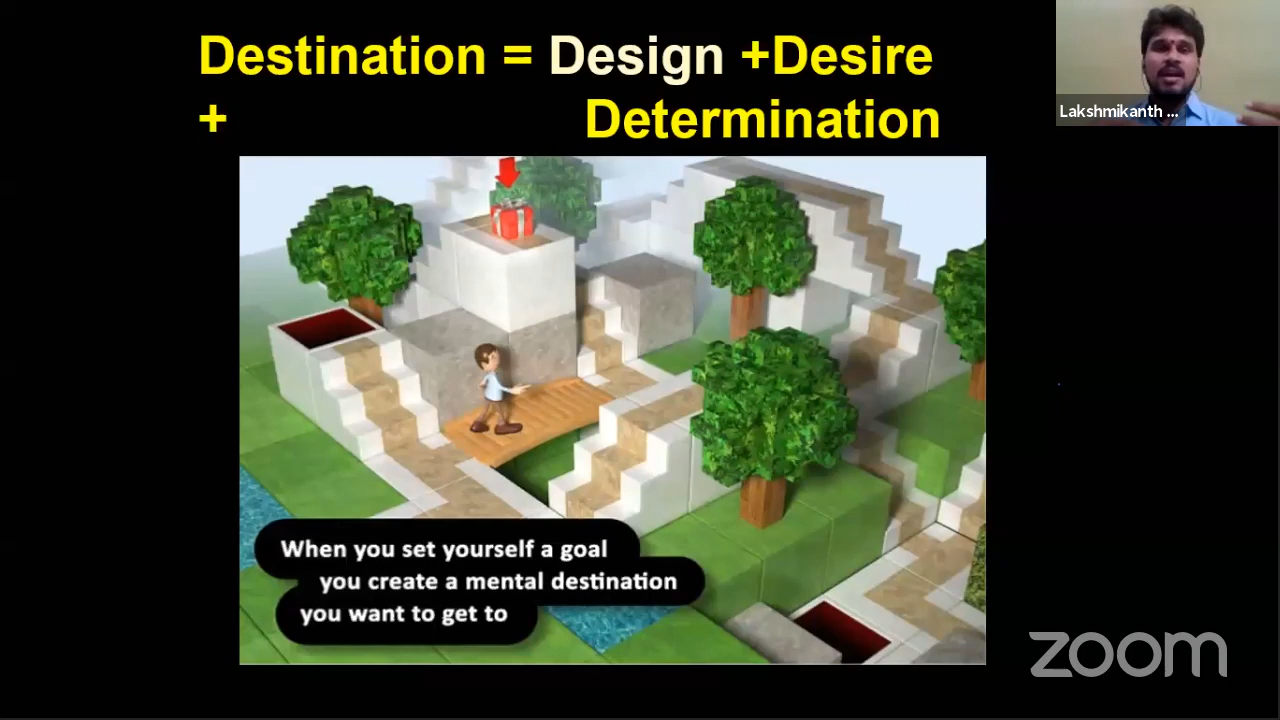 Destination = Design +Desire
+ Determination
Lakshmikanth ...
When you set yourself a goal
you create a mental destination
you want to get to
zoom